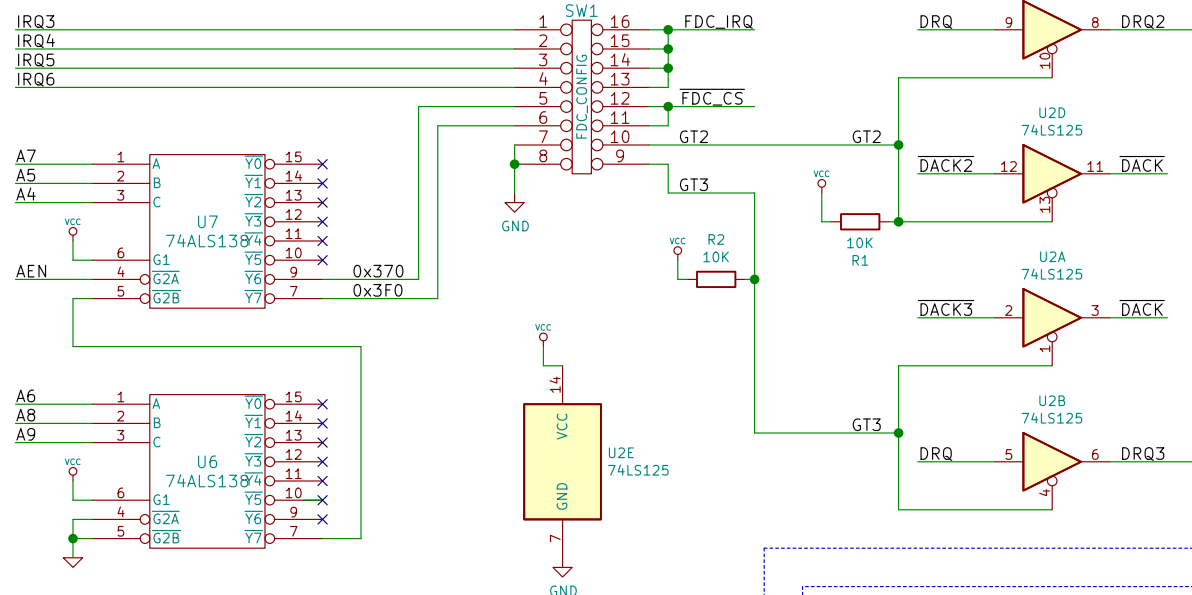 SW1
IRQ3 1 16 FDC_IRQ
IRQ4 2 15
IRQ5 3 14
IRQ6 4 13
5 12 FDC_CS
6 11
7 10 GT2 GT2
8 9
GT3
FDC_CONFIG
GND
DRQ 9 8 DRQ2
10
U2D
74LS125
DACK2 12 11 DACK
13
VCC
10K
R1
A7 1 A Y0 15
A5 2 B Y1 14
A4 3 C Y2 13
U7
Y3 12
74ALS138
Y4 11
VCC
6 G1 Y5 10
AEN 4 G2A Y6 9 0x370
5 G2B Y7 7 0x3F0
VCC
R2
10K
U2A
74LS125
DACK3 2 3 DACK
1
VCC
14
VCC
U2E
74LS125
GND
7
GND
GT3
U2B
74LS125
DRQ 5 6 DRQ3
4
A6 1 A Y0 15
A8 2 B Y1 14
A9 3 C Y2 13
U6
Y3 12
74ALS138
Y4 11
VCC
6 G1 Y5 10
4 G2A Y6 9
5 G2B Y7 7